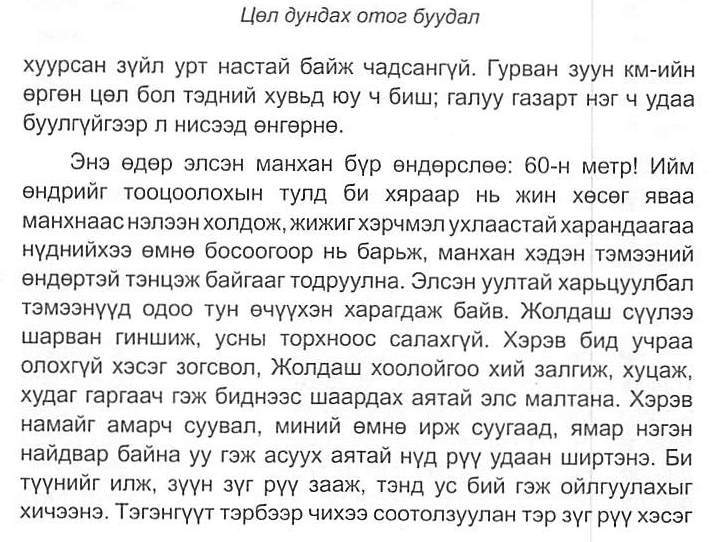 Цөл дундах отог буудал
хуурсан зүйл урт настай байж чадсангүй. Гурван зуун км-ийн
өргөн цөл бол тэдний хувьд юу ч биш; галуу газарт нэг ч удаа
буулгүйгээр л нисээд өнгөрнө.
Энэ өдөр элсэн манхан бүр өндөрслөө: 60-н метр! Ийм
өндрийг тооцоолохын тулд би хяраар нь жин хөсөг яваа
манхнаас нэлээн холдож, жижиг хэрчмэл ухлаастай харандаагаа
нүднийхээ өмнө босоогоор нь барьж, манхан хэдэн тэмээний
өндөртэй тэнцэж байгааг тодруулна. Элсэн уултай харьцуулбал
тэмээнүүд одоо тун өчүүхэн харагдаж байв. Жолдаш сүүлээ
шарван гиншиж, усны торхноос салахгүй. Хэрэв бид учраа
олохгүй хэсэг зогсвол, Жолдаш хоолойгоо хий залгиж, хуцаж,
худаг гаргаач гэж биднээс шаардах аятай элс малтана. Хэрэв
намайг амарч суувал, миний өмнө ирж суугаад, ямар нэгэн
найдвар байна уу гэж асуух аятай нүд рүү удаан ширтэнэ. Би
түүнийг илж, зүүн зүг рүү зааж, тэнд ус бий гэж ойлгуулахыг
хичээнэ. Тэгэнгүүт тэрбээр чихээ соотолзуулан тэр зүг рүү хэсэг